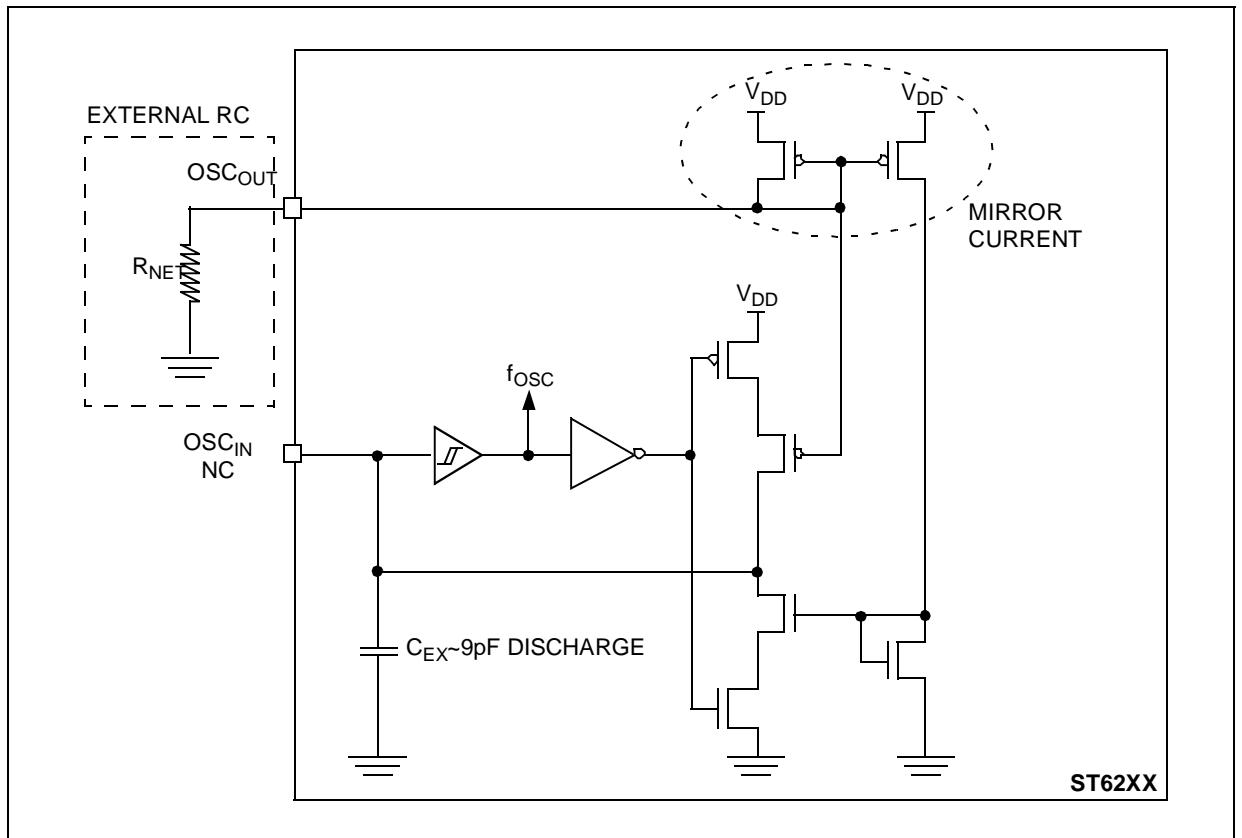 V_DD V_DD
EXTERNAL RC
OSC_OUT
MIRROR
CURRENT
R_NET
V_DD
f_OSC
OSC_IN
NC
C_EX~9pF DISCHARGE
ST62XX